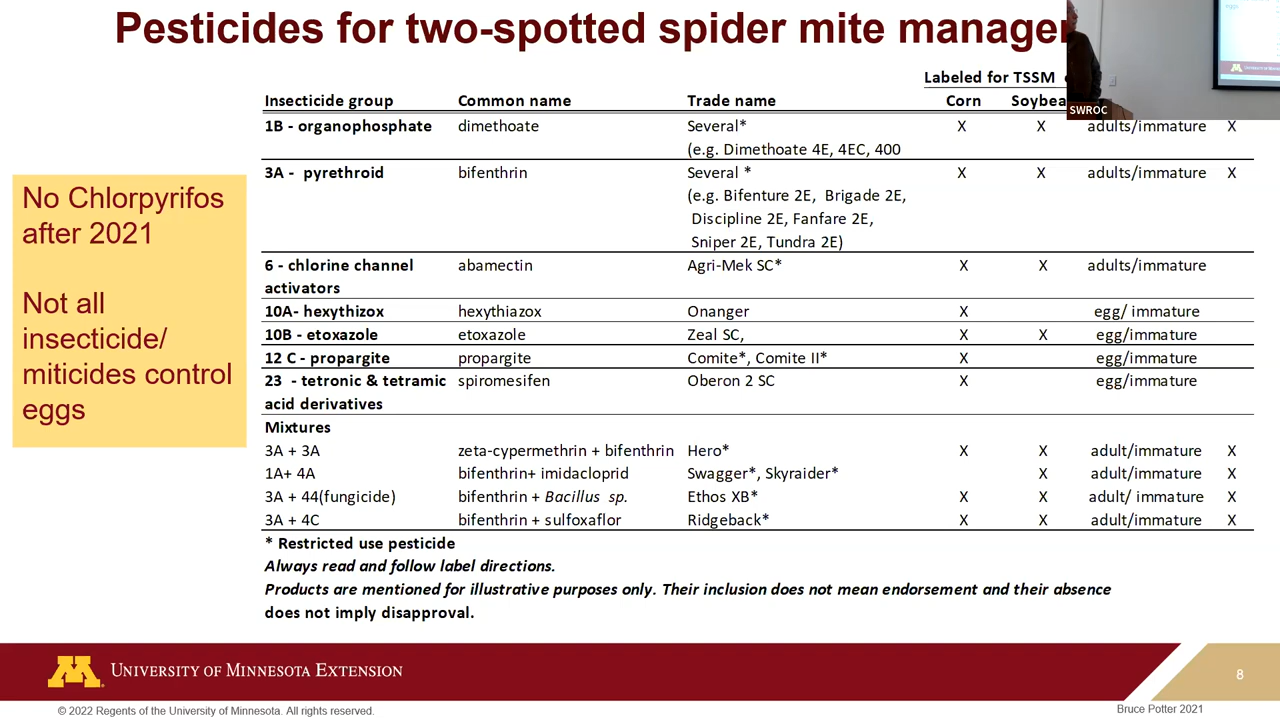 Pesticides for two-spotted spider mite manage
Labeled for TSSM
Insecticide group Common name Trade name Corn Soybea
1B - organophosphate dimethoate Several* X X adults/immature X
(e.g. Dimethoate 4E, 4EC, 400
3A - pyrethroid bifenthrin Several * X X adults/immature X
(e.g. Bifenture 2E, Brigade 2E,
Discipline 2E, Fanfare 2E,
Sniper 2E, Tundra 2E)
6 - chlorine channel abamectin Agri-Mek SC* X X adults/immature
activators
10A- hexythizox hexythiazox Onanger X egg/ immature
10B - etoxazole etoxazole Zeal SC, X X egg/immature
12 C - propargite propargite Comite*, Comite II* X egg/immature
23 - tetronic & tetramic spiromesifen Oberon 2 SC X egg/immature
acid derivatives
Mixtures
3A + 3A zeta-cypermethrin + bifenthrin Hero* X X adult/immature X
1A+ 4A bifenthrin+ imidacloprid Swagger*, Skyraider* X adult/immature X
3A + 44(fungicide) bifenthrin + Bacillus sp. Ethos XB* X X adult/ immature X
3A + 4C bifenthrin + sulfoxaflor Ridgeback* X X adult/immature X
* Restricted use pesticide
Always read and follow label directions.
Products are mentioned for illustrative purposes only. Their inclusion does not mean endorsement and their absence
does not imply disapproval.
No Chlorpyrifos
after 2021
Not all
insecticide/
miticides control
eggs
SWROC
M UNIVERSITY OF MINNESOTA EXTENSION
8
© 2022 Regents of the University of Minnesota. All rights reserved.
Bruce Potter 2021